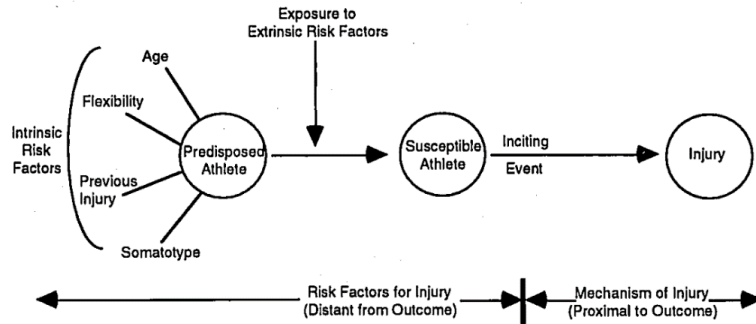 Exposure to
Extrinsic Risk Factors
Age
Flexibility
Intrinsic
Risk
Factors
Predisposed
Athlete
Previous
Injury
Somatotype
Susceptible
Athlete
Inciting
Event
Injury
Risk Factors for Injury
(Distant from Outcome)
Mechanism of Injury
(Proximal to Outcome)